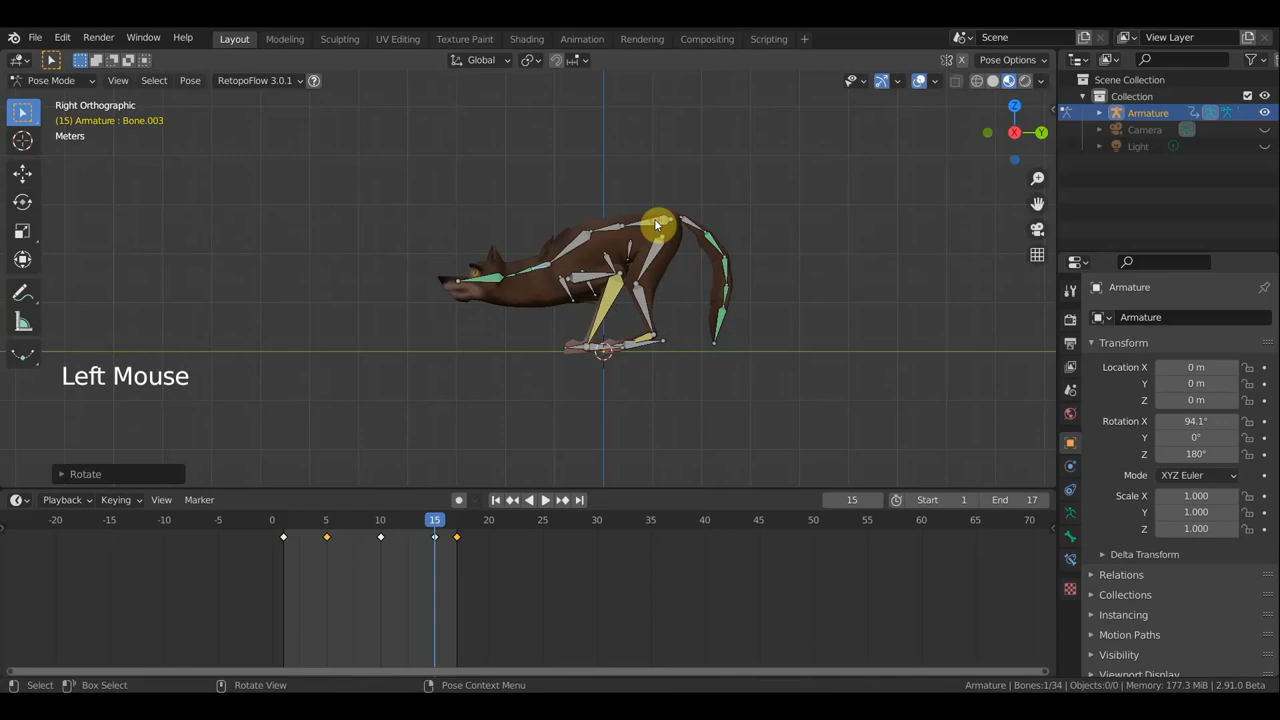 File Edit Render Window Help Layout Modeling Sculpting UV Editing Texture Paint Shading Animation Rendering Compositing Scripting + Scene View Layer
Global Pose Options
Pose Mode View Select Pose RetopoFlow 3.0.1 ?
Right Orthographic
(15) Armature : Bone.003
Meters
Z
Y
X
X
Scene Collection
Collection
Armature
Camera
Light
Armature
Armature
Transform
Location X 0 m
Y 0 m
Z 0 m
Rotation X 94.1°
Y 0°
Z 180°
Mode XYZ Euler
Scale X 1.000
Y 1.000
Z 1.000
Delta Transform
Relations
Collections
Instancing
Motion Paths
Visibility
Viewport Display
Left Mouse
Rotate
Playback Keying View Marker 15 Start 1 End 17
-20 -15 -10 -5 0 5 10 15 20 25 30 35 40 45 50 55 60 65 70
Select Box Select Rotate View Pose Context Menu Armature | Bones:1/34 | Objects:0/0 | Memory: 177.3 MiB | 2.91.0 Beta